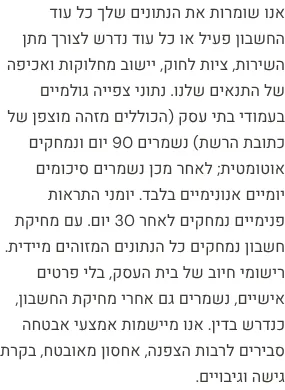 אנו שומרות את הנתונים שלך כל עוד
החשבון פעיל או כל עוד נדרש לצורך מתן
השירות, ציות לחוק, יישוב מחלוקות ואכיפה
של התנאים שלנו. נתוני צפייה גולמיים
בעמודי בתי עסק (הכוללים מזהה מוצפן של
כתובת הרשת) נשמרים 90 יום ונמחקים
אוטומטית; לאחר מכן נשמרים סיכומים
יומיים אנונימיים בלבד. יומני התראות
פנימיים נמחקים לאחר 30 יום. עם מחיקת
חשבון נמחקים כל הנתונים המזוהים מיידית.
רישומי חיוב של בית העסק, בלי פרטים
אישיים, נשמרים גם אחרי מחיקת החשבון,
כנדרש בדין. אנו מיישמות אמצעי אבטחה
סבירים לרבות הצפנה, אחסון מאובטח, בקרת
גישה וגיבויים.